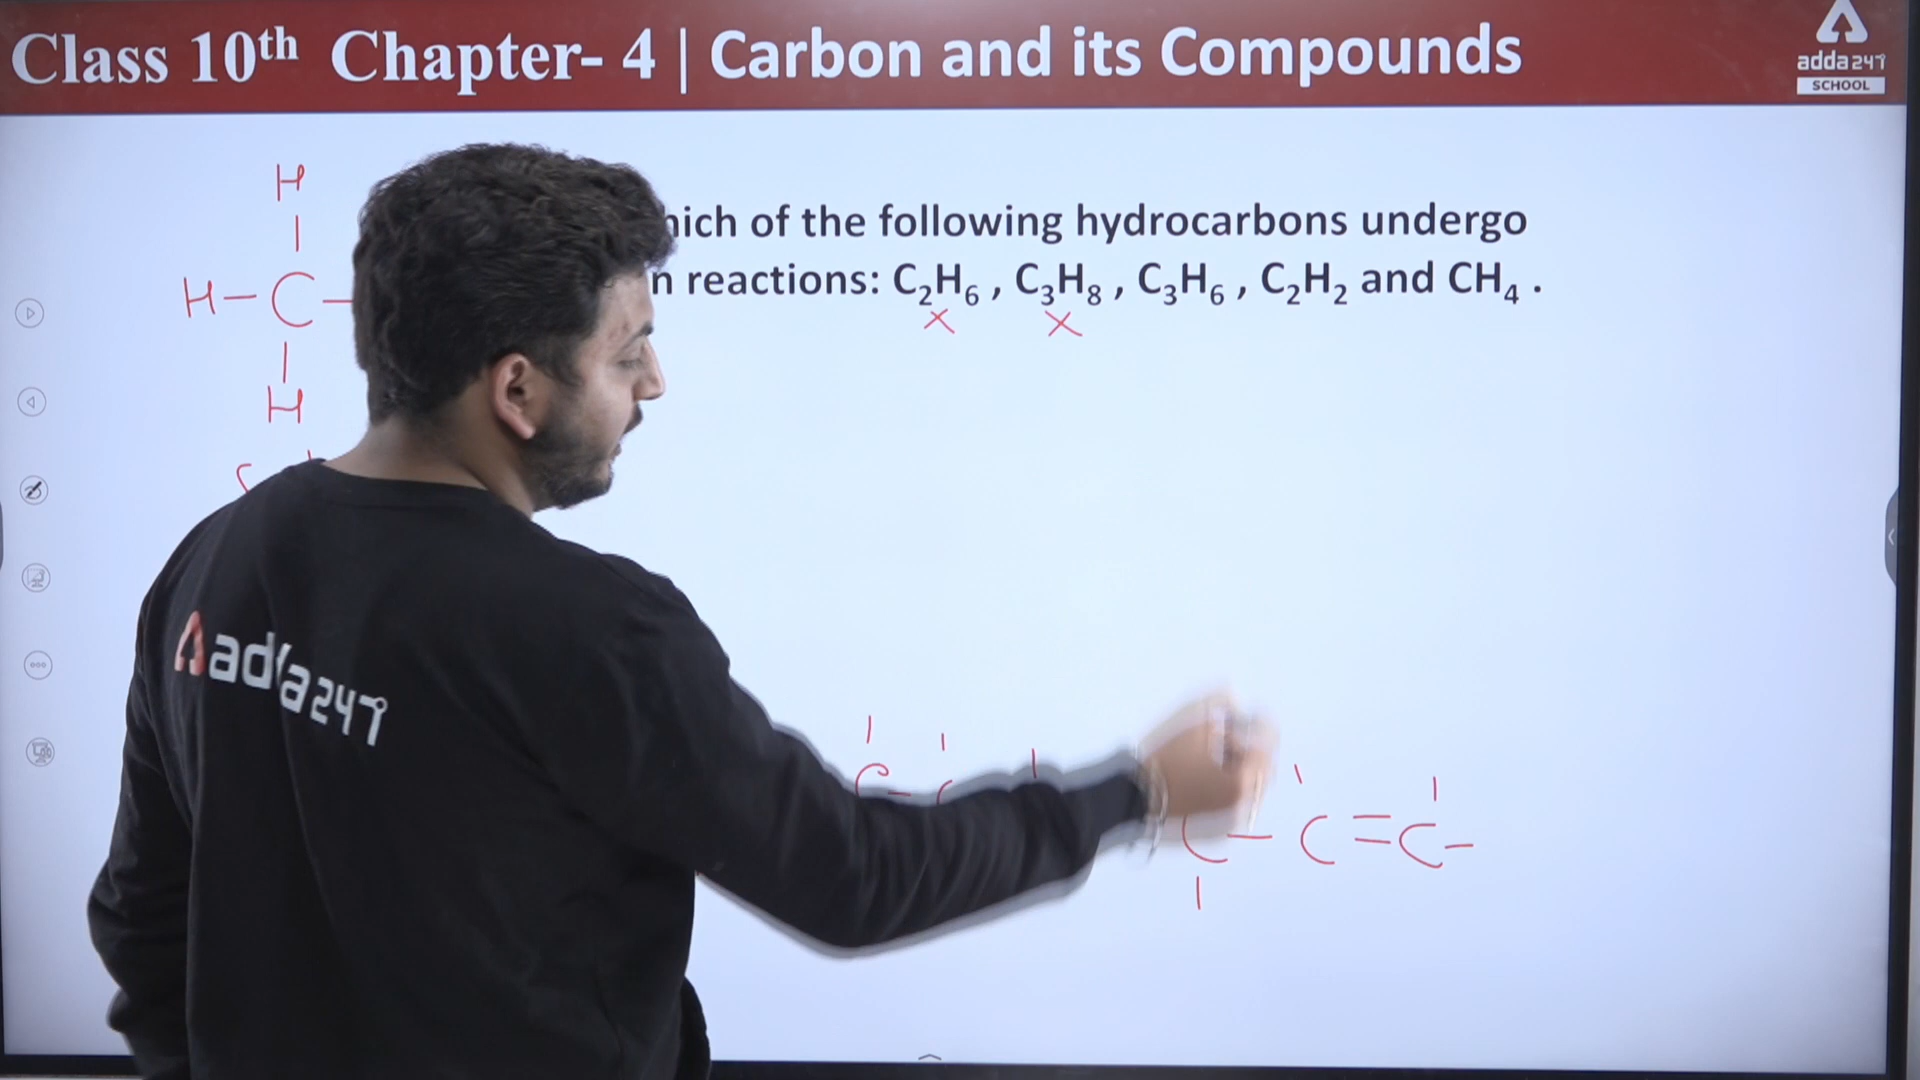 Class 10th Chapter- 4 | Carbon and its Compounds
adda247
SCHOOL
of the following hydrocarbons undergo
reactions: C₂H₆ , C₃H₈ , C₃H₆ , C₂H₂ and CH₄ .
× ×
H
|
H – C –
|
H
adda247
C –
C – C = C –